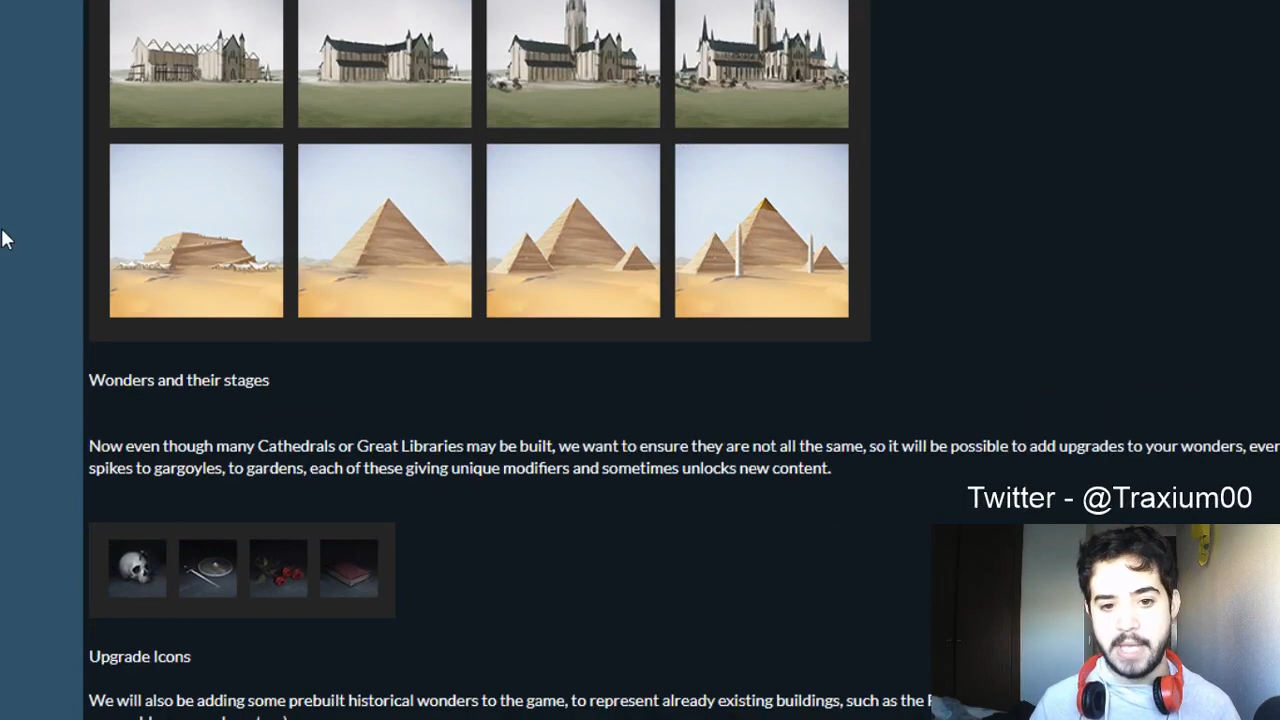 Wonders and their stages
Now even though many Cathedrals or Great Libraries may be built, we want to ensure they are not all the same, so it will be possible to add upgrades to your wonders,
spikes to gargoyles, to gardens, each of these giving unique modifiers and sometimes unlocks new content.
Twitter - @Traxium00
Upgrade Icons
We will also be adding some prebuilt historical wonders to the game, to represent already existing buildings, such as the